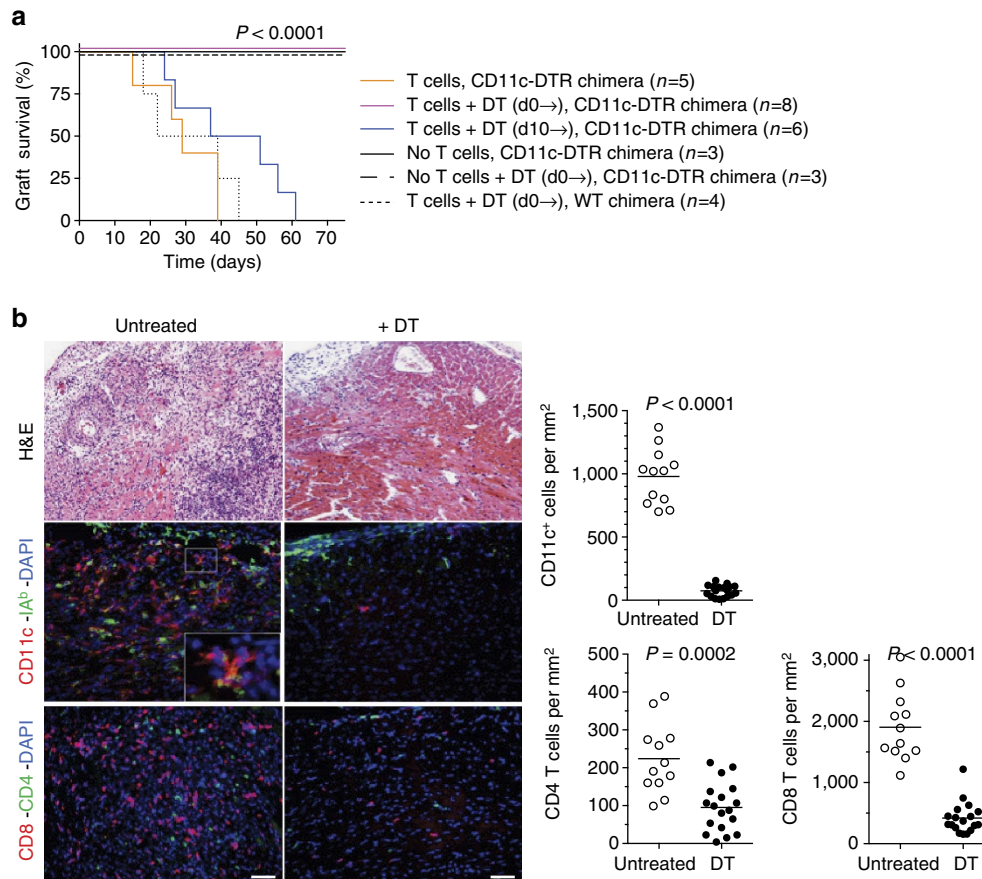 a
P < 0.0001
Graft survival (%)
100
75
50
25
0
0 10 20 30 40 50 60 70
Time (days)
T cells, CD11c-DTR chimera (n=5)
T cells + DT (d0→), CD11c-DTR chimera (n=8)
T cells + DT (d10→), CD11c-DTR chimera (n=6)
No T cells, CD11c-DTR chimera (n=3)
No T cells + DT (d0→), CD11c-DTR chimera (n=3)
T cells + DT (d0→), WT chimera (n=4)
b
Untreated
+ DT
H&E
CD11c -IAᵇ -DAPI
CD8 -CD4 -DAPI
P < 0.0001
CD11c⁺ cells per mm²
1,500
1,000
500
0
Untreated DT
P = 0.0002
CD4 T cells per mm²
500
400
300
200
100
0
Untreated DT
P < 0.0001
CD8 T cells per mm²
3,000
2,000
1,000
0
Untreated DT